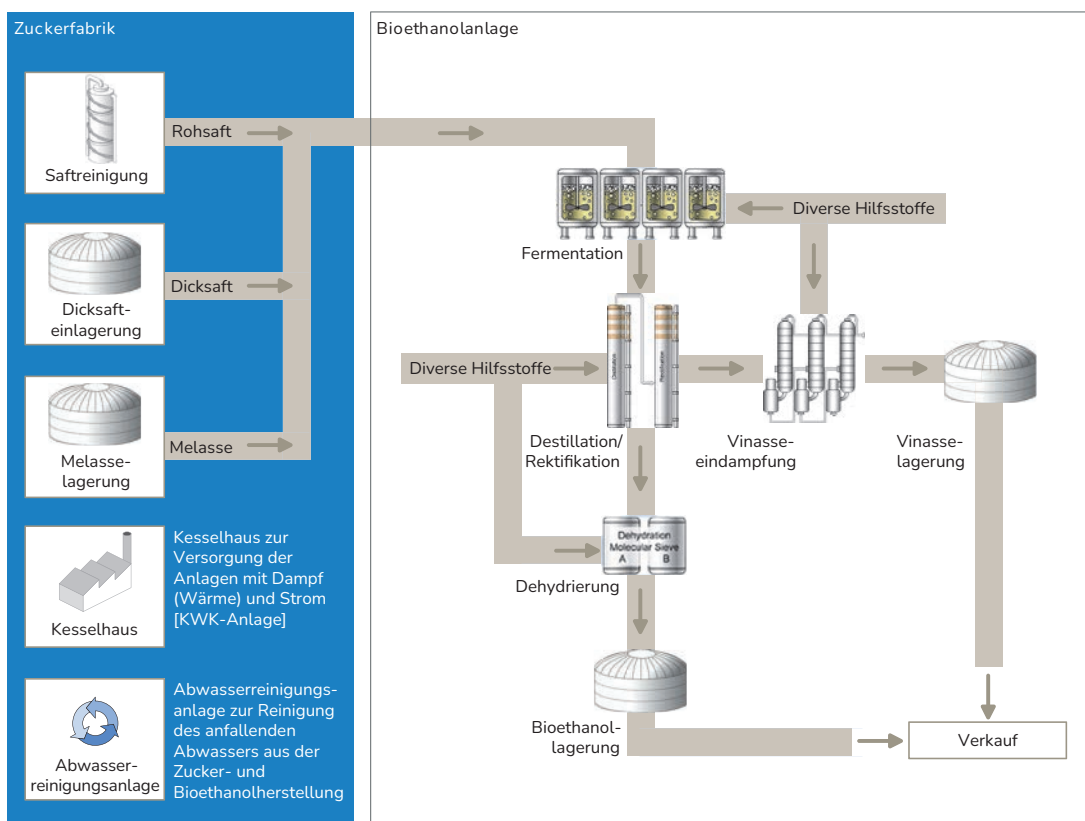 Zuckerfabrik
Bioethanolanlage
Rohsaft
Saftreinigung
Diverse Hilfsstoffe
Fermentation
Dicksaft
Dicksaft-
einlagerung
Diverse Hilfsstoffe
Destillation
Rektifikation
Destillation/
Rektifikation
Vinasse-
eindampfung
Vinasse-
lagerung
Melasse
Melasse-
lagerung
Dehydration
Molecular Sieve
A B
Dehydrierung
Kesselhaus
Kesselhaus zur
Versorgung der
Anlagen mit Dampf
(Wärme) und Strom
[KWK-Anlage]
Bioethanol-
lagerung
Verkauf
Abwasser-
reinigungsanlage
Abwasserreinigungs-
anlage zur Reinigung
des anfallenden
Abwassers aus der
Zucker- und
Bioethanolherstellung